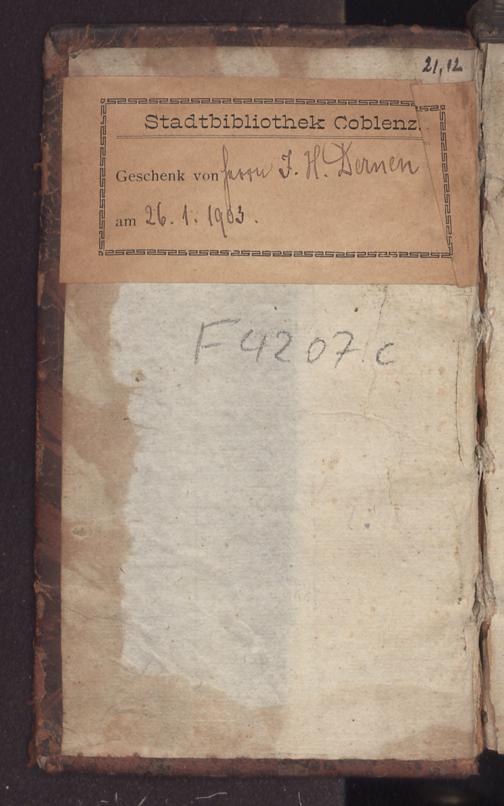 21,12
Stadtbibliothek Coblenz.
Geschenk von Herrn J. H. Dernen
am 26. 1. 1903.
F 4207 c